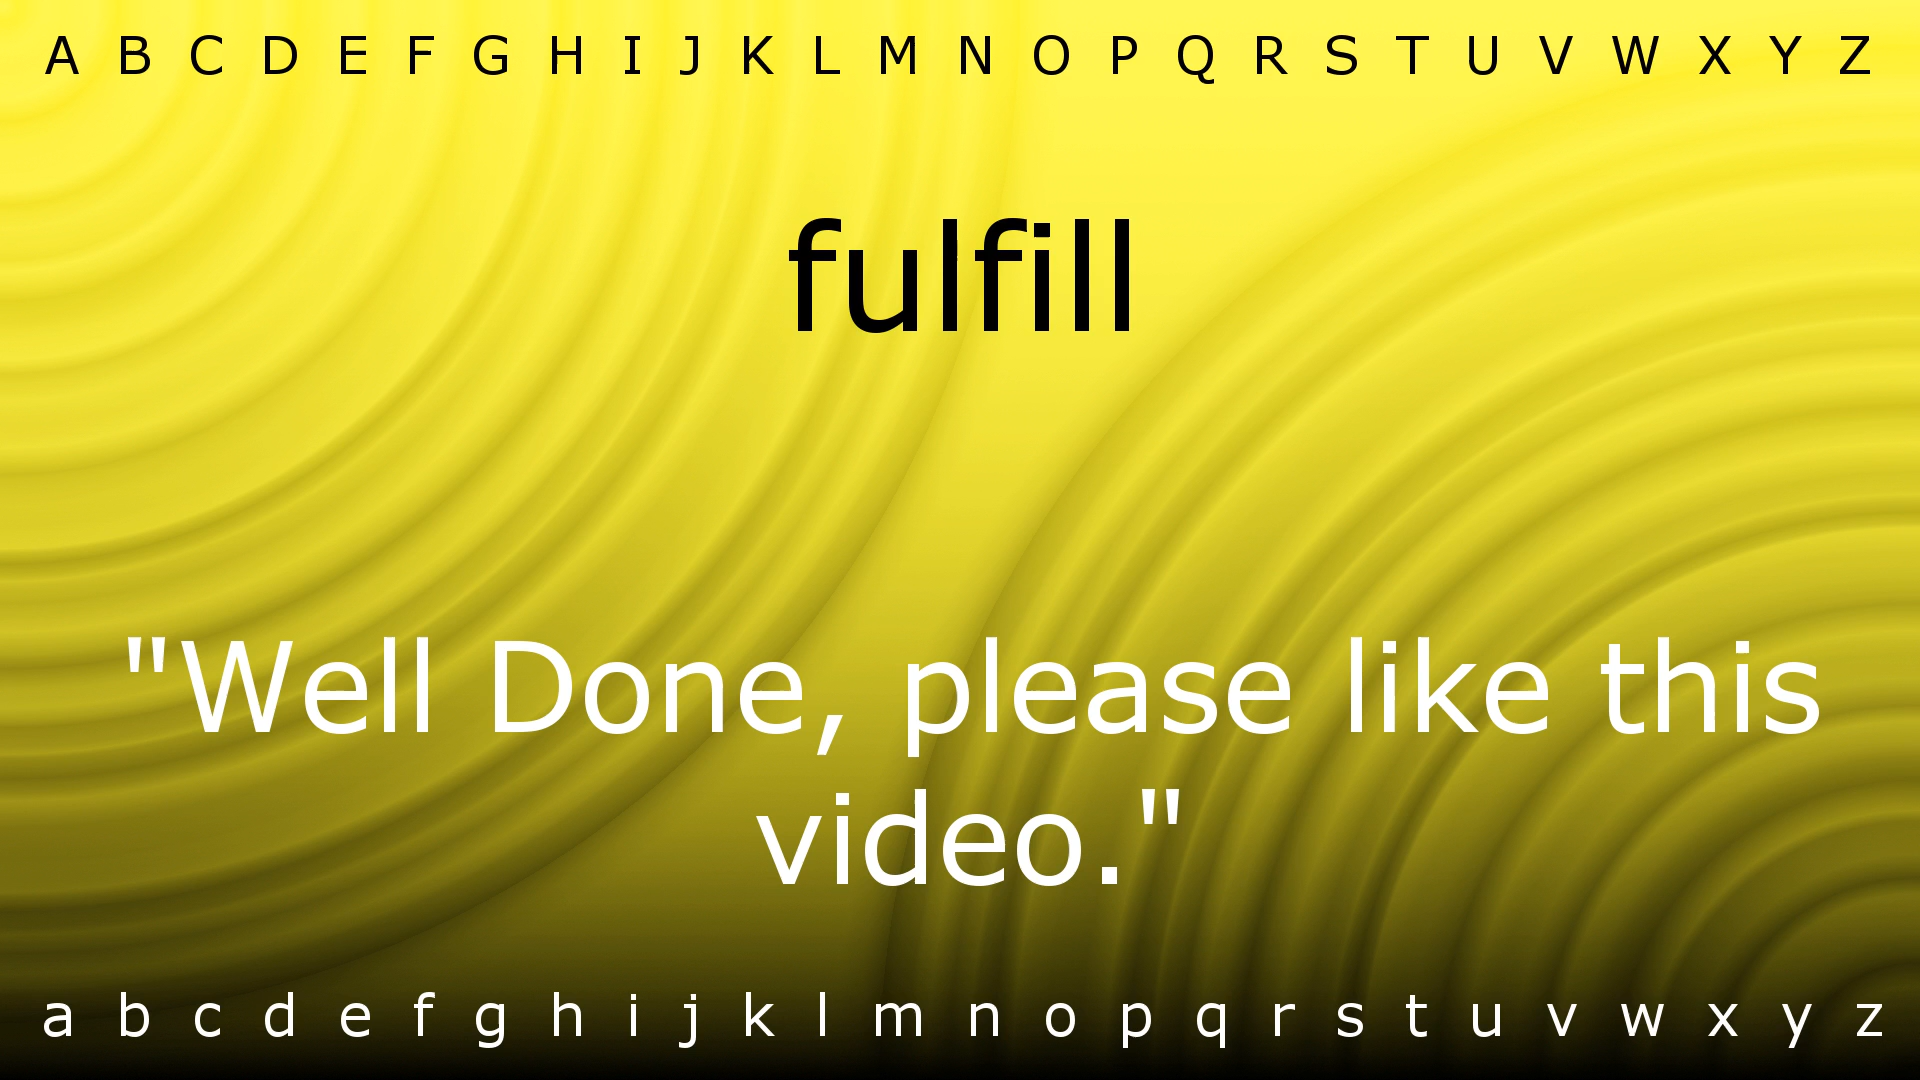 A B C D E F G H I J K L M N O P Q R S T U V W X Y Z
fulfill
"Well Done, please like this
video."
a b c d e f g h i j k l m n o p q r s t u v w x y z